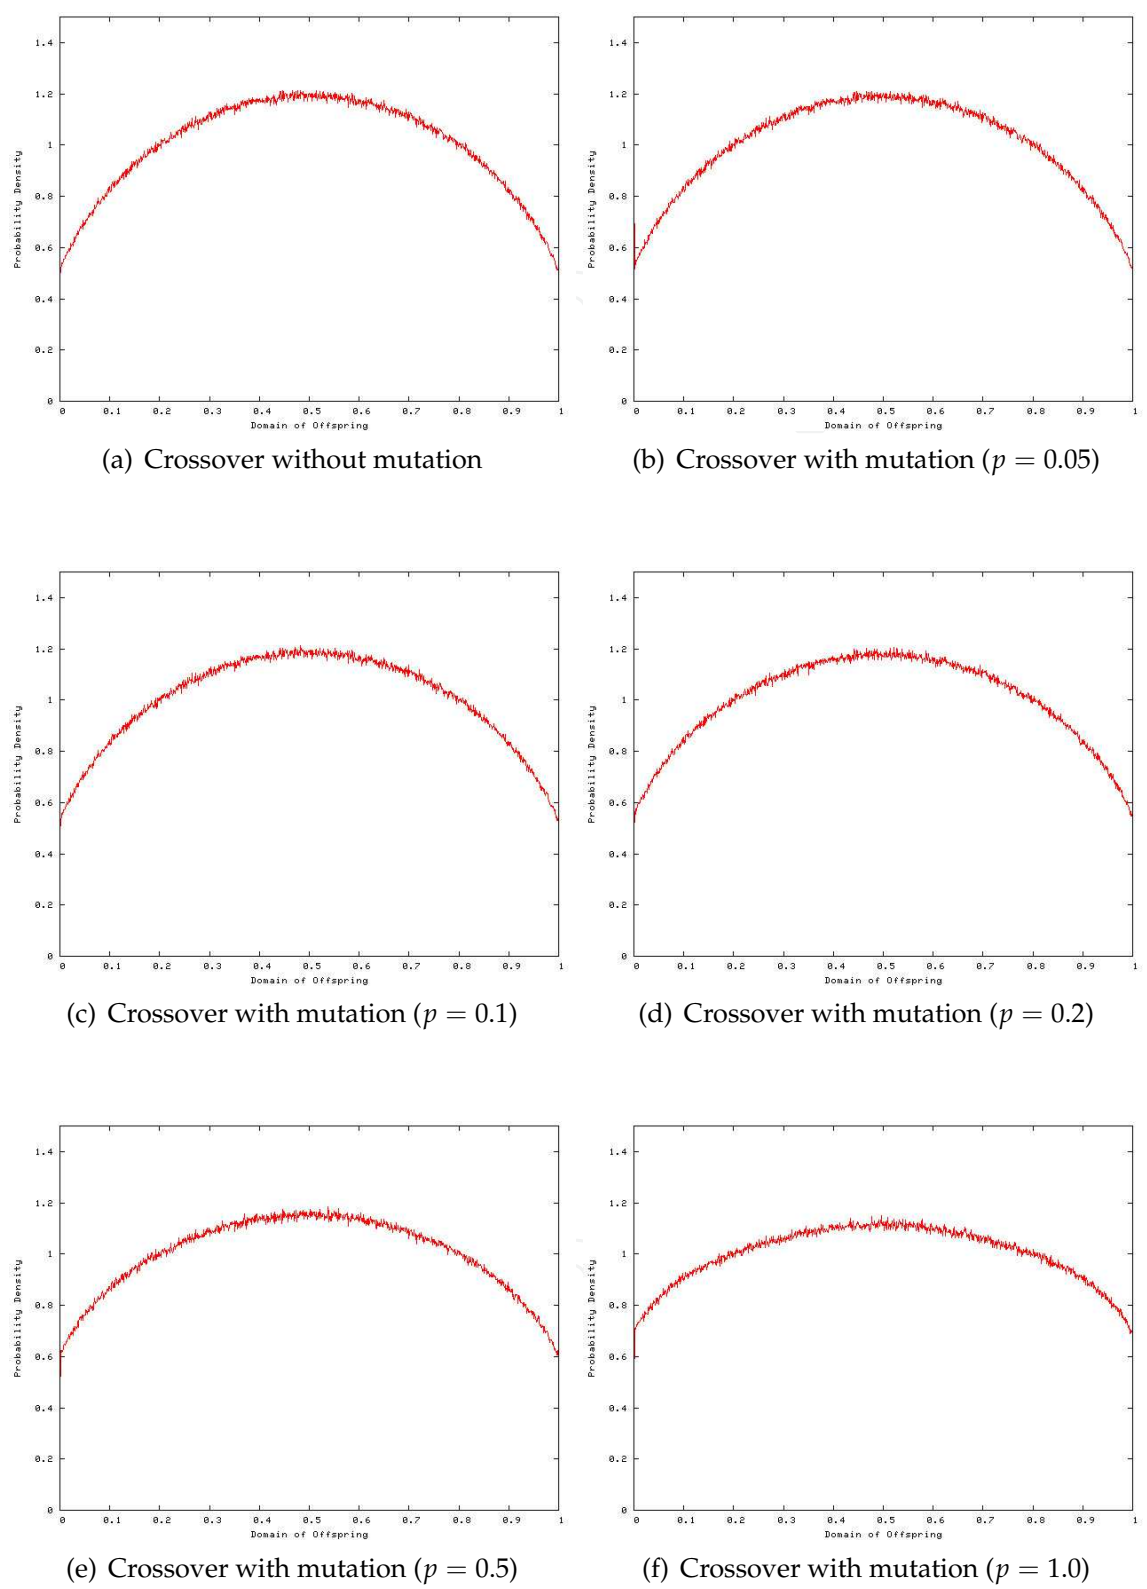 1.4
1.2
1
0.8
0.6
0.4
0.2
0
Probability Density
0 0.1 0.2 0.3 0.4 0.5 0.6 0.7 0.8 0.9 1
Domain of Offspring
(a) Crossover without mutation
1.4
1.2
1
0.8
0.6
0.4
0.2
0
Probability Density
0 0.1 0.2 0.3 0.4 0.5 0.6 0.7 0.8 0.9 1
Domain of Offspring
(b) Crossover with mutation (p = 0.05)
1.4
1.2
1
0.8
0.6
0.4
0.2
0
Probability Density
0 0.1 0.2 0.3 0.4 0.5 0.6 0.7 0.8 0.9 1
Domain of Offspring
(c) Crossover with mutation (p = 0.1)
1.4
1.2
1
0.8
0.6
0.4
0.2
0
Probability Density
0 0.1 0.2 0.3 0.4 0.5 0.6 0.7 0.8 0.9 1
Domain of Offspring
(d) Crossover with mutation (p = 0.2)
1.4
1.2
1
0.8
0.6
0.4
0.2
0
Probability Density
0 0.1 0.2 0.3 0.4 0.5 0.6 0.7 0.8 0.9 1
Domain of Offspring
(e) Crossover with mutation (p = 0.5)
1.4
1.2
1
0.8
0.6
0.4
0.2
0
Probability Density
0 0.1 0.2 0.3 0.4 0.5 0.6 0.7 0.8 0.9 1
Domain of Offspring
(f) Crossover with mutation (p = 1.0)